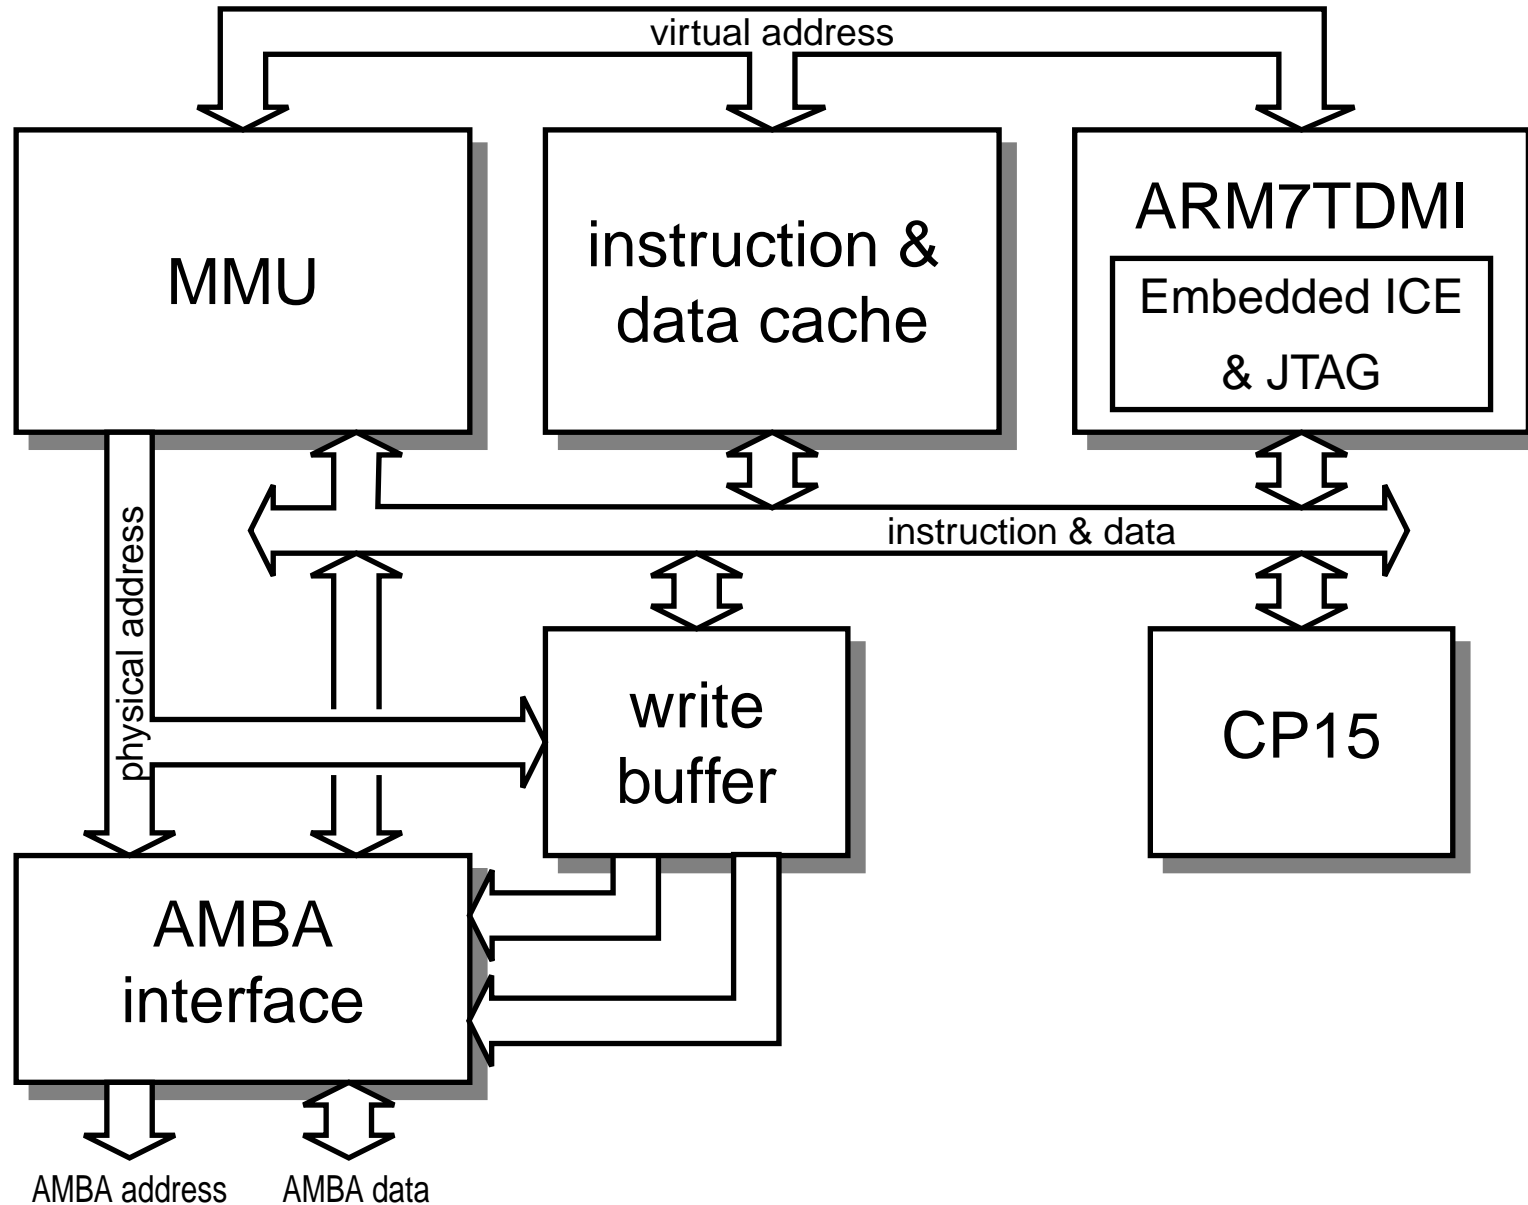 virtual address
MMU
instruction &
data cache
ARM7TDMI
Embedded ICE
& JTAG
instruction & data
physical address
write
buffer
CP15
AMBA
interface
AMBA address
AMBA data